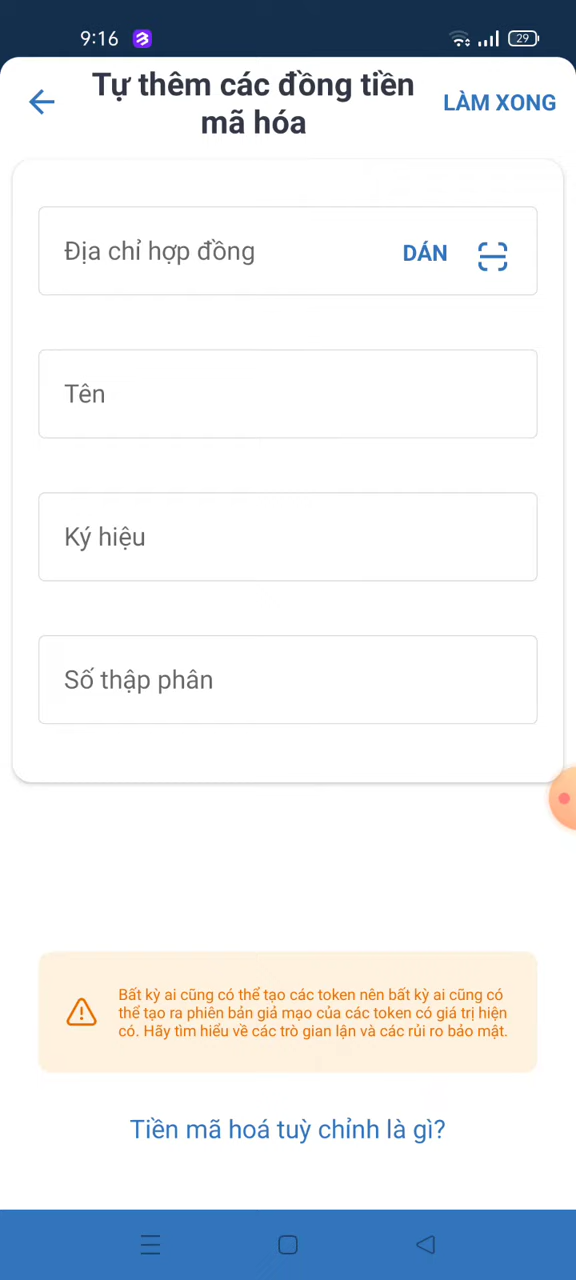 9:16
29
Tự thêm các đồng tiền
mã hóa
LÀM XONG
Địa chỉ hợp đồng
DÁN
Tên
Ký hiệu
Số thập phân
Bất kỳ ai cũng có thể tạo các token nên bất kỳ ai cũng có
thể tạo ra phiên bản giả mạo của các token có giá trị hiện
có. Hãy tìm hiểu về các trò gian lận và các rủi ro bảo mật.
Tiền mã hoá tuỳ chỉnh là gì?